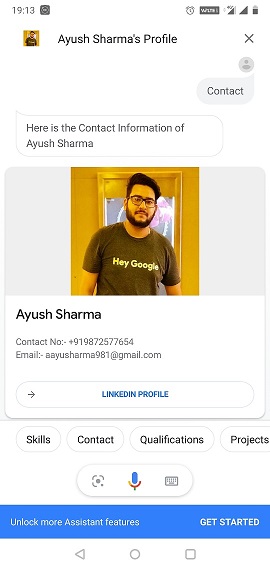 19:13
Ayush Sharma's Profile
Contact
Here is the Contact Information of
Ayush Sharma
Hey Google
Ayush Sharma
Contact No:- +919872577654
Email:- aayusharma981@gmail.com
LINKEDIN PROFILE
Skills Contact Qualifications Projects
Unlock more Assistant features GET STARTED